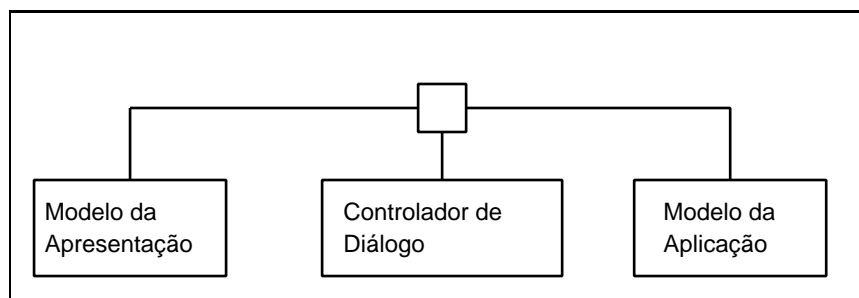 Modelo da
Apresentação
Controlador de
Diálogo
Modelo da
Aplicação